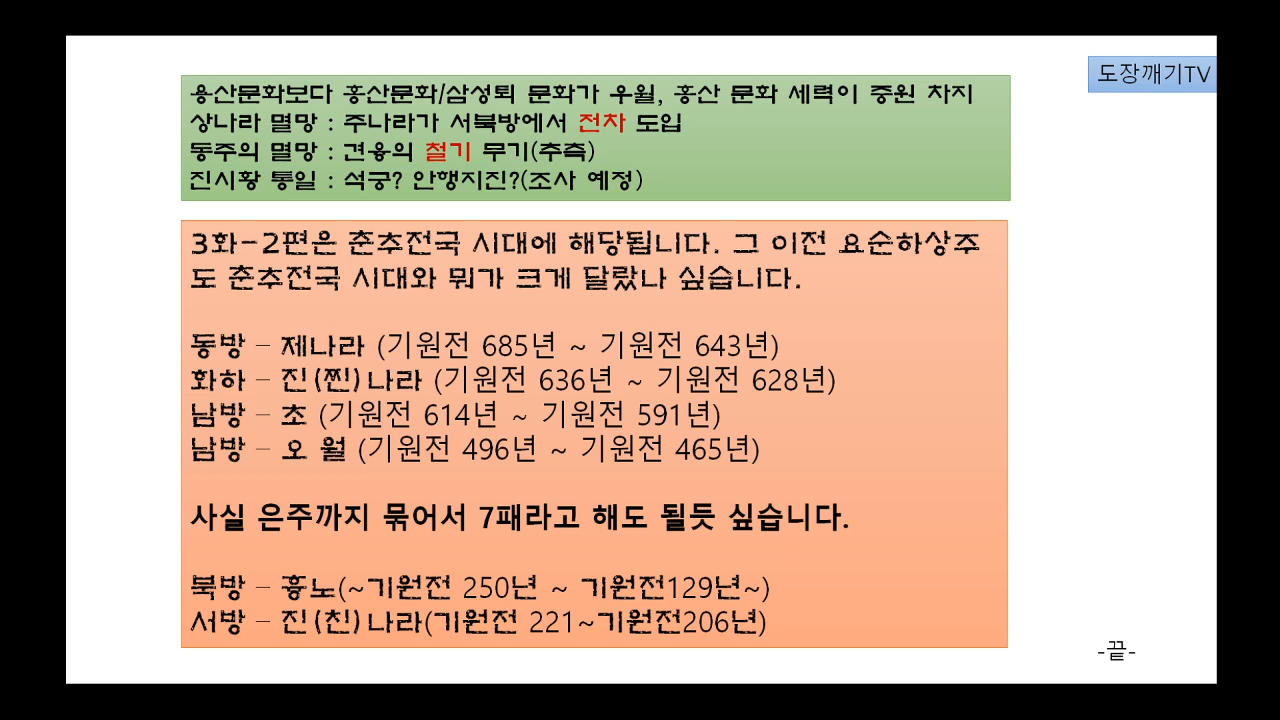 도장깨기TV
용산문화보다 홍산문화/삼성퇴 문화가 우월, 홍산 문화 세력이 중원 차지
상나라 멸망 : 주나라가 서북방에서 전차 도입
동주의 멸망 : 견융의 철기 무기(추측)
진시황 통일 : 석궁? 안행지진?(조사 예정)
3화-2편은 춘추전국 시대에 해당됩니다. 그 이전 요순하상주
도 춘추전국 시대와 뭐가 크게 달랐나 싶습니다.
동방 – 제나라 (기원전 685년 ~ 기원전 643년)
화하 – 진(찐)나라 (기원전 636년 ~ 기원전 628년)
남방 – 초 (기원전 614년 ~ 기원전 591년)
남방 – 오 월 (기원전 496년 ~ 기원전 465년)
사실 은주까지 묶어서 7패라고 해도 될듯 싶습니다.
북방 – 흉노(~기원전 250년 ~ 기원전129년~)
서방 – 진(친)나라(기원전 221~기원전206년)
-끝-